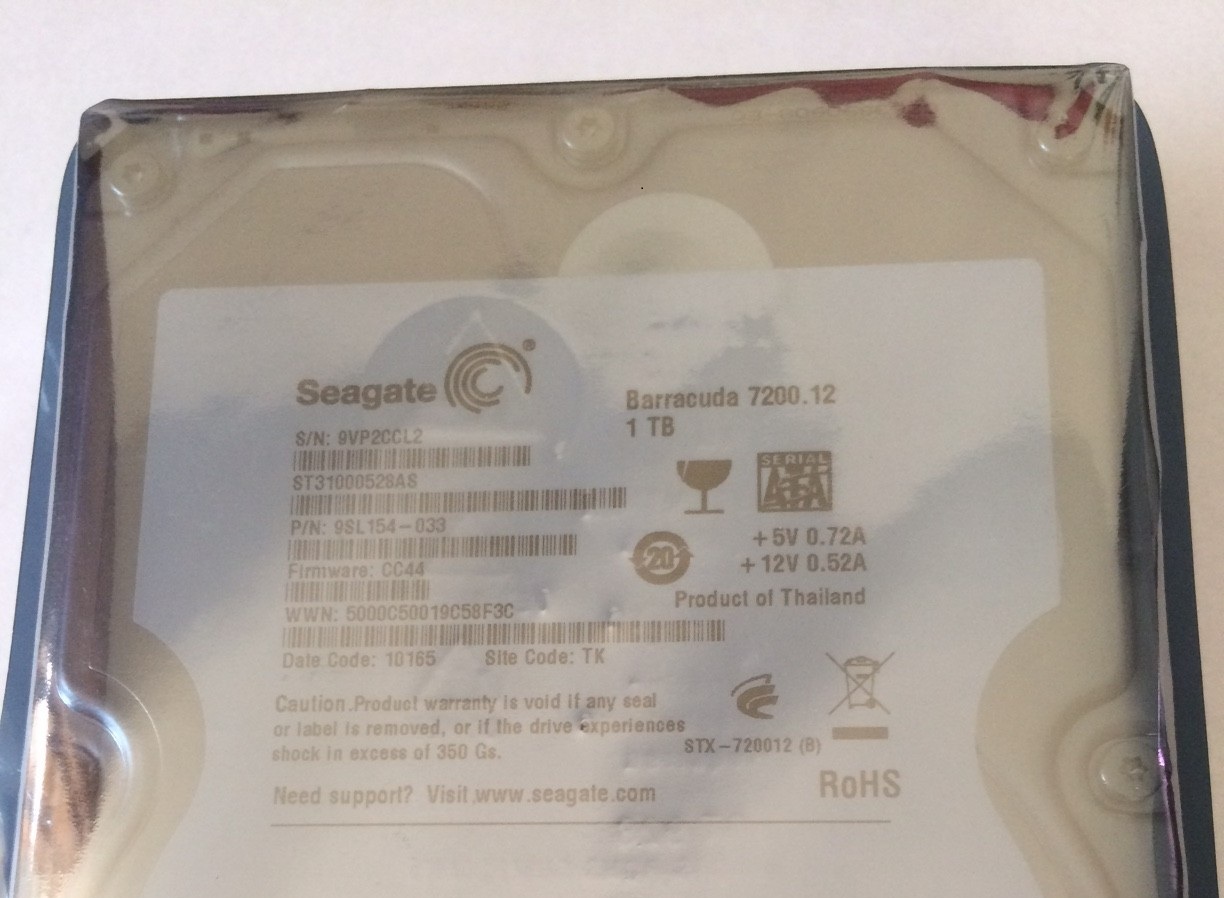 Seagate®
Barracuda 7200.12
1 TB
S/N: 9VP2CCL2
ST31000528AS
P/N: 9SL154-033
Firmware: CC44
WWN: 5000C50019C58F3C
Date Code: 10165 Site Code: TK
SERIAL
ATA
20
+5V 0.72A
+12V 0.52A
Product of Thailand
Caution.Product warranty is void if any seal
or label is removed, or if the drive experiences
shock in excess of 350 Gs.
STX-720012 (B)
RoHS
Need support? Visit www.seagate.com